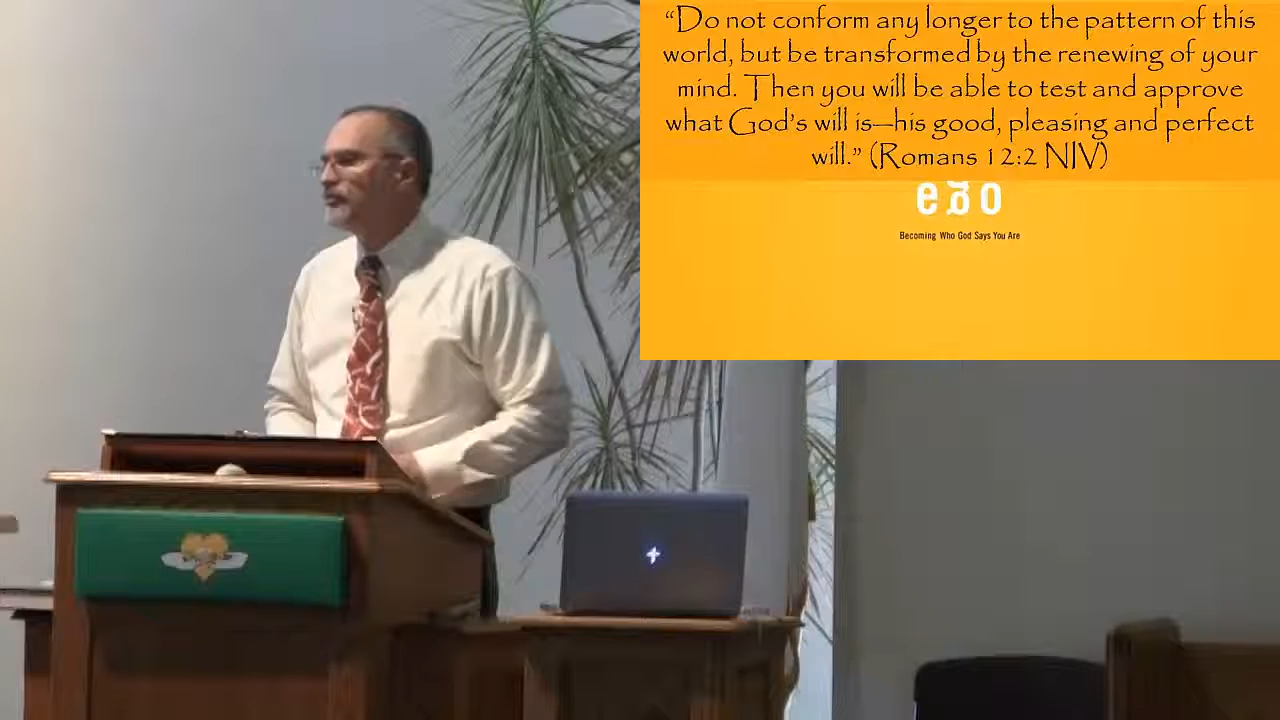 “Do not conform any longer to the pattern of this
world, but be transformed by the renewing of your
mind. Then you will be able to test and approve
what God's will is—his good, pleasing and perfect
will.” (Romans 12:2 NIV)
ego
Becoming Who God Says You Are